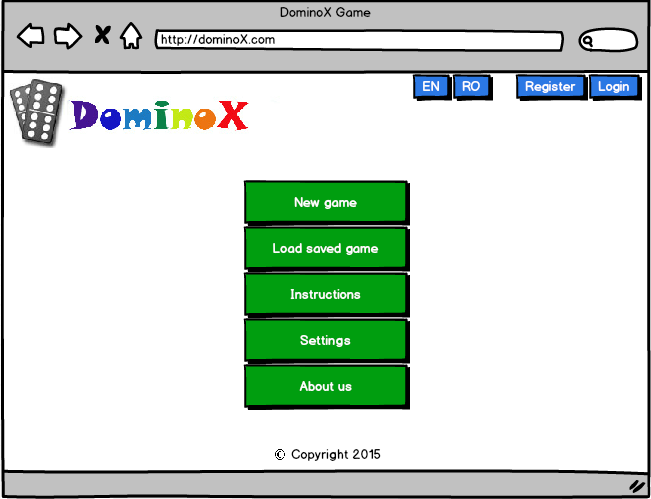 DominoX Game
http://dominoX.com
EN RO Register Login
DominoX
New game
Load saved game
Instructions
Settings
About us
© Copyright 2015